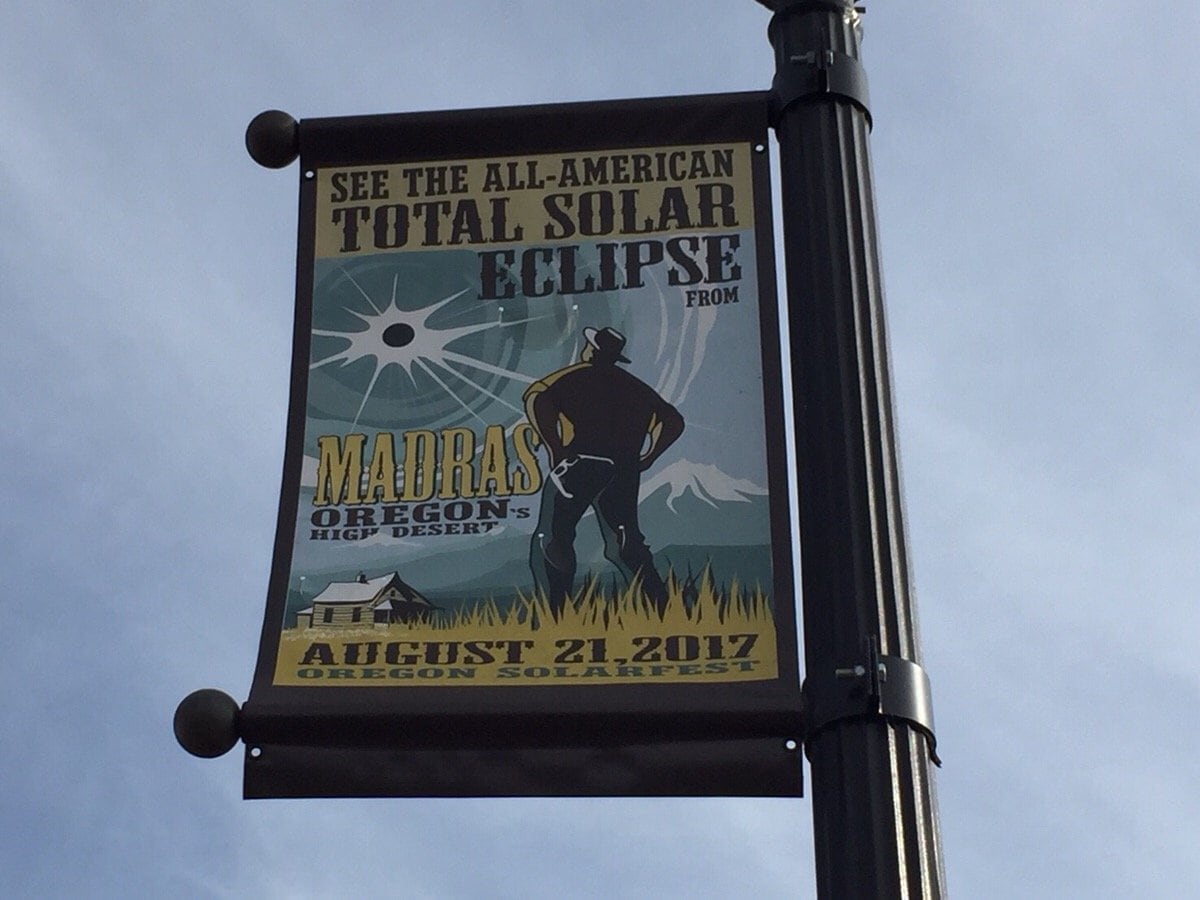 SEE THE ALL-AMERICAN
TOTAL SOLAR
ECLIPSE
FROM
MADRAS
OREGON'S
HIGH DESERT
AUGUST 21, 2017
OREGON SOLARFEST